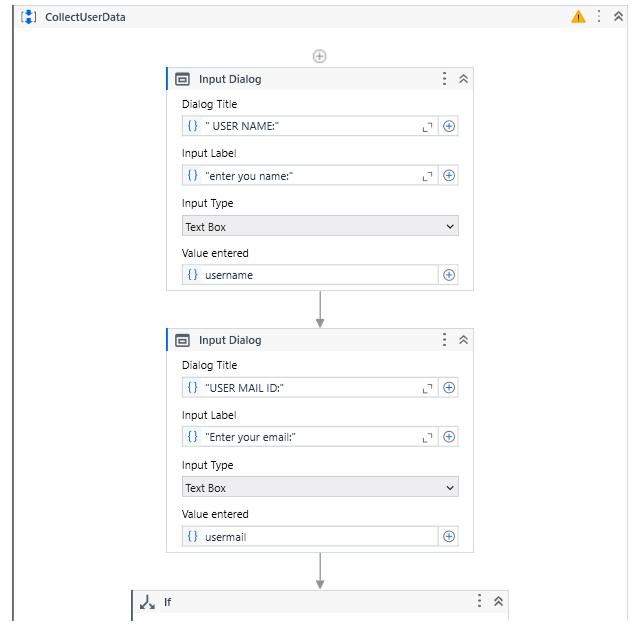 CollectUserData
Input Dialog
Dialog Title
{} " USER NAME:"
Input Label
{} "enter you name:"
Input Type
Text Box
Value entered
{} username
Input Dialog
Dialog Title
{} "USER MAIL ID:"
Input Label
{} "Enter your email:"
Input Type
Text Box
Value entered
{} usermail
If